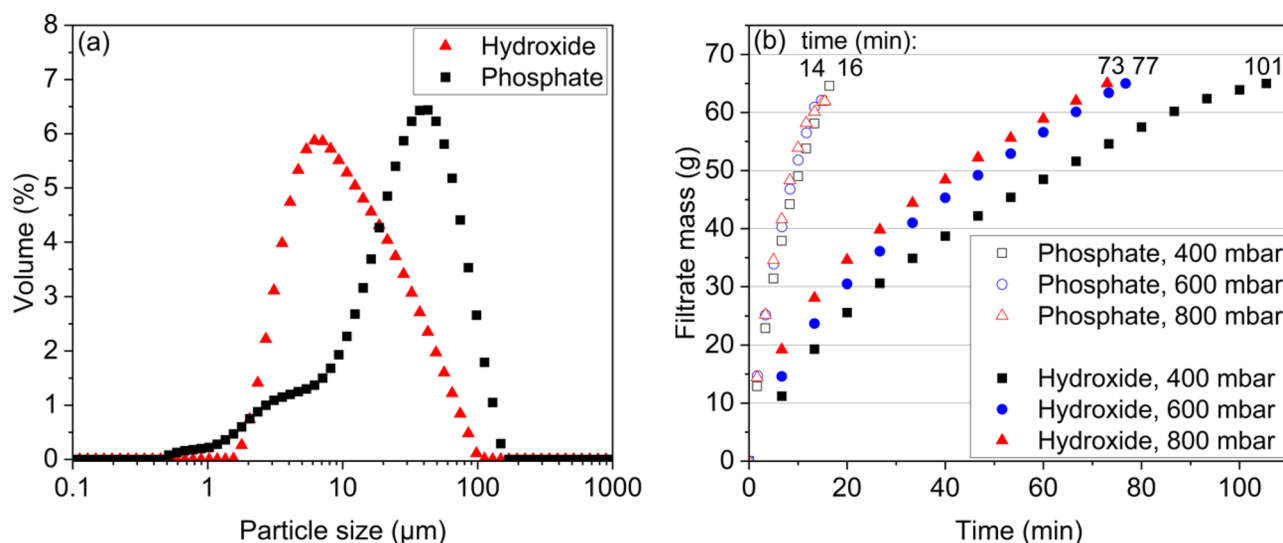 (a)
Hydroxide
Phosphate
8
7
6
5
4
3
2
1
0
Volume (%)
0.1
1
10
100
1000
Particle size (µm)
(b) time (min):
14 16
73 77
101
70
60
50
40
30
20
10
0
Filtrate mass (g)
Phosphate, 400 mbar
Phosphate, 600 mbar
Phosphate, 800 mbar
Hydroxide, 400 mbar
Hydroxide, 600 mbar
Hydroxide, 800 mbar
0
20
40
60
80
100
Time (min)